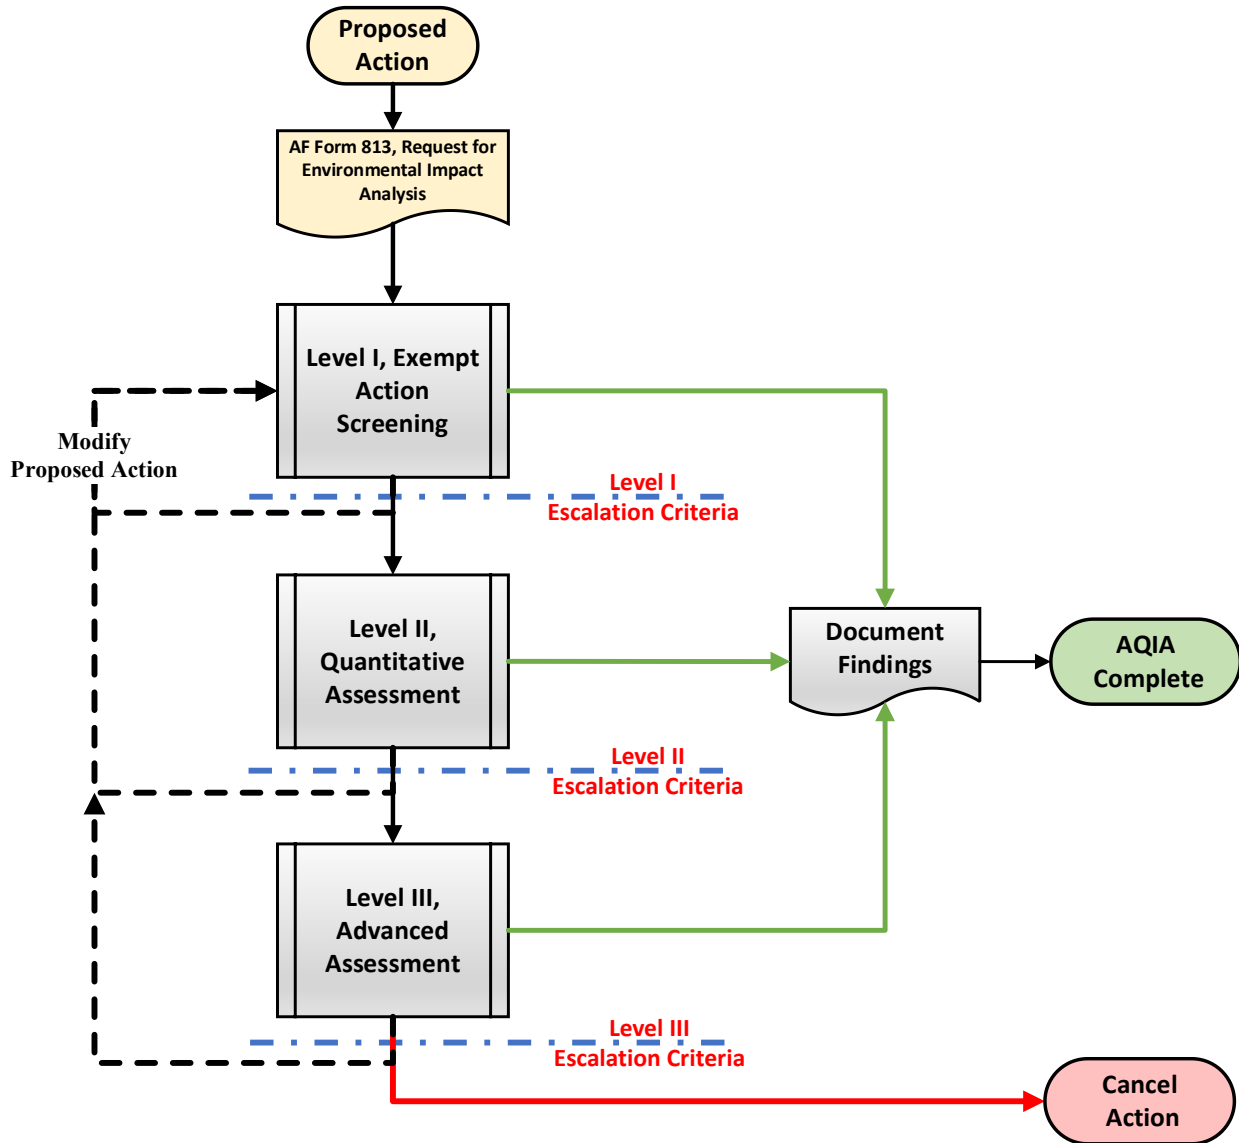 Proposed
Action
AF Form 813, Request for
Environmental Impact
Analysis
Level I, Exempt
Action
Screening
Modify
Proposed Action
Level I
Escalation Criteria
Level II,
Quantitative
Assessment
Document
Findings
AQIA
Complete
Level II
Escalation Criteria
Level III,
Advanced
Assessment
Level III
Escalation Criteria
Cancel
Action